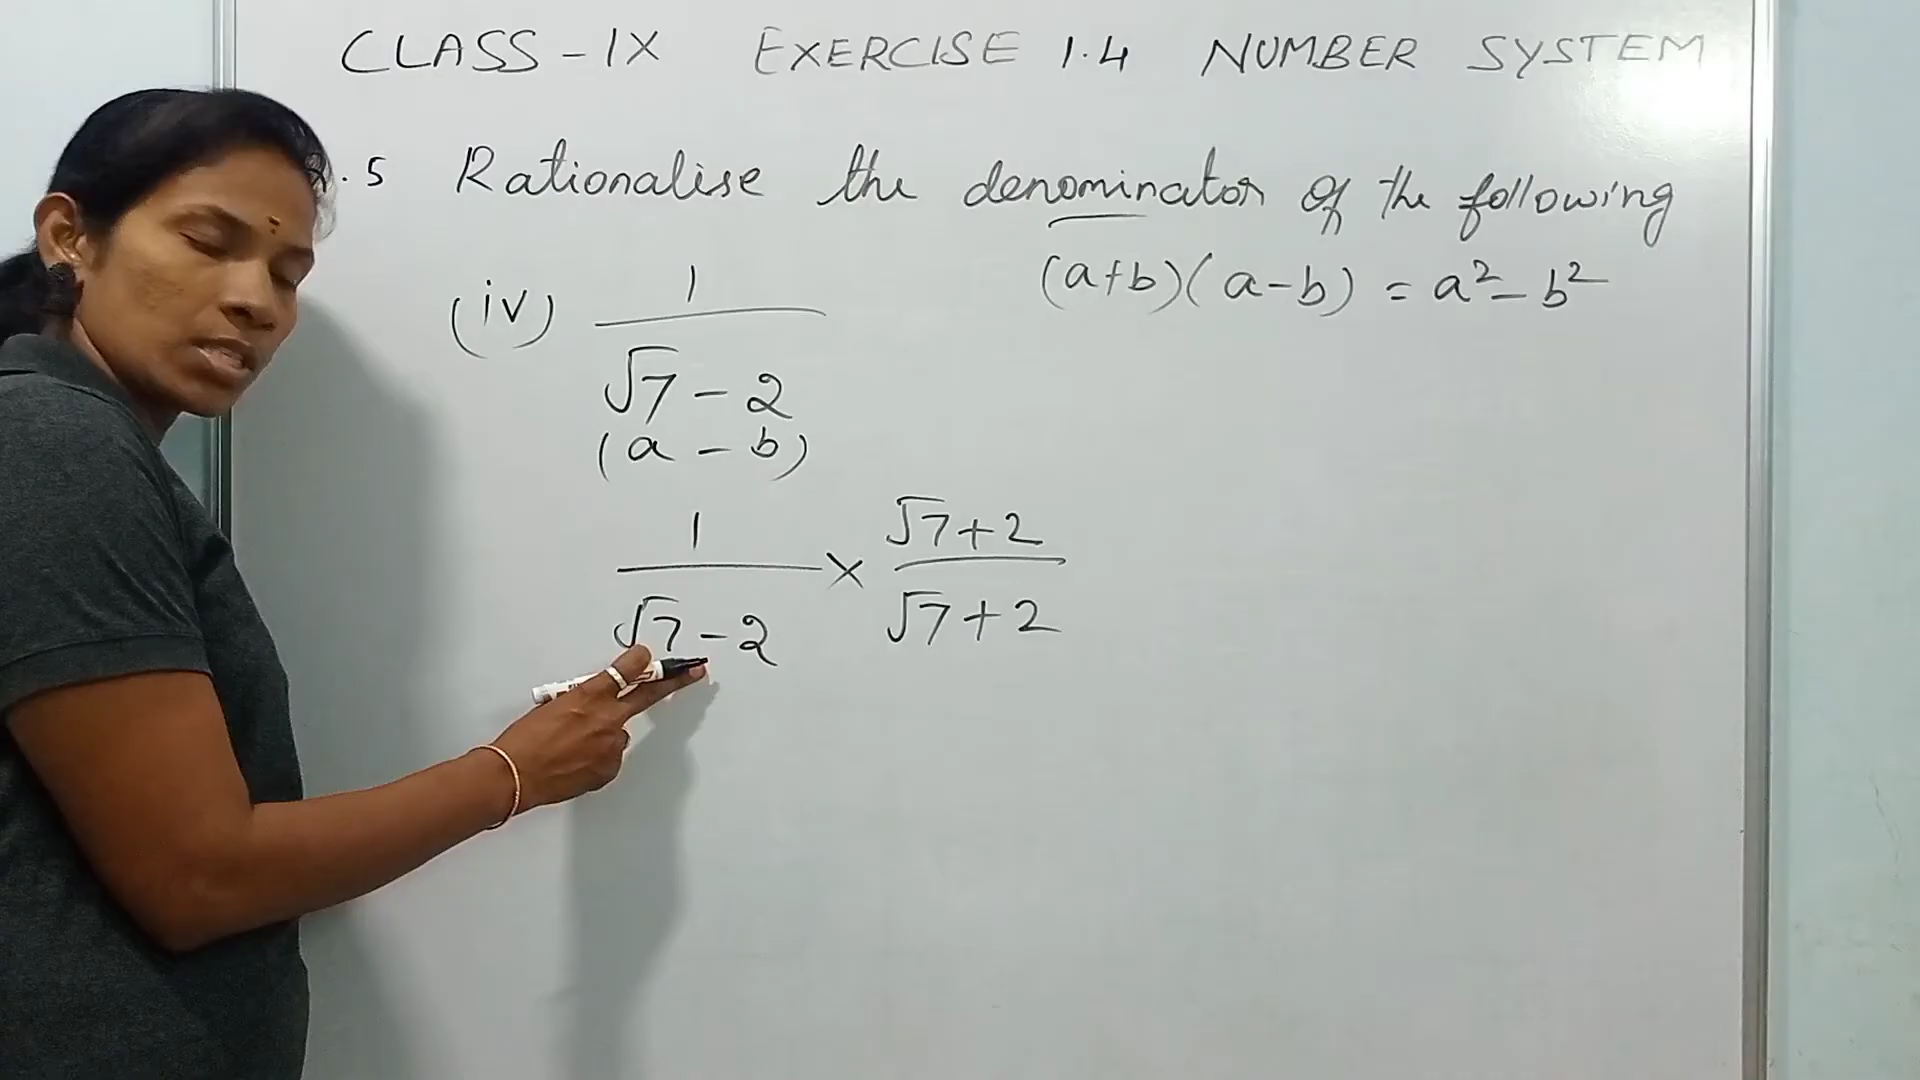 CLASS - IX EXERCISE 1.4 NUMBER SYSTEM
.5 Rationalise the denominator of the following
(a+b)(a-b) = a²-b²
(iv) 1
√7 - 2
(a - b)
1 × √7+2
√7-2 √7+2